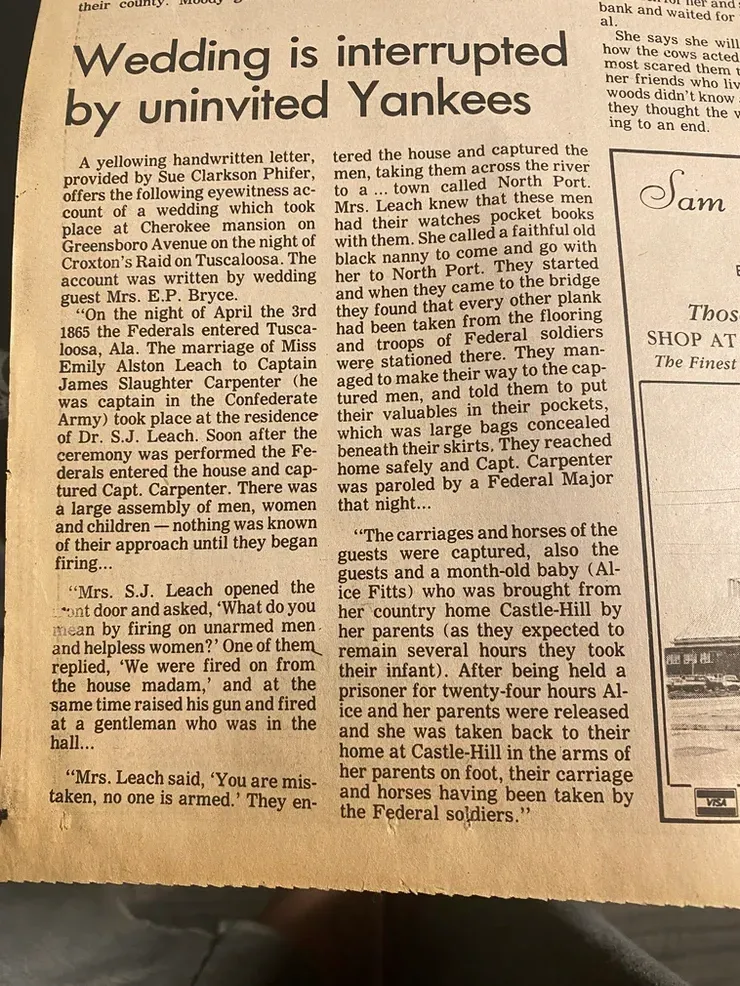 their county. Moody
Wedding is interrupted
by uninvited Yankees
A yellowing handwritten letter,
provided by Sue Clarkson Phifer,
offers the following eyewitness ac-
count of a wedding which took
place at Cherokee mansion on
Greensboro Avenue on the night of
Croxton's Raid on Tuscaloosa. The
account was written by wedding
guest Mrs. E.P. Bryce.
"On the night of April the 3rd
1865 the Federals entered Tusca-
loosa, Ala. The marriage of Miss
Emily Alston Leach to Captain
James Slaughter Carpenter (he
was captain in the Confederate
Army) took place at the residence
of Dr. S.J. Leach. Soon after the
ceremony was performed the Fe-
derals entered the house and cap-
tured Capt. Carpenter. There was
a large assembly of men, women
and children — nothing was known
of their approach until they began
firing...
"Mrs. S.J. Leach opened the
front door and asked, 'What do you
mean by firing on unarmed men
and helpless women?' One of them
replied, 'We were fired on from
the house madam,' and at the
same time raised his gun and fired
at a gentleman who was in the
hall...
"Mrs. Leach said, 'You are mis-
taken, no one is armed.' They en-
tered the house and captured the
men, taking them across the river
to a ... town called North Port.
Mrs. Leach knew that these men
had their watches pocket books
with them. She called a faithful old
black nanny to come and go with
her to North Port. They started
and when they came to the bridge
they found that every other plank
had been taken from the flooring
and troops of Federal soldiers
were stationed there. They man-
aged to make their way to the cap-
tured men, and told them to put
their valuables in their pockets,
which was large bags concealed
beneath their skirts. They reached
home safely and Capt. Carpenter
was paroled by a Federal Major
that night...
"The carriages and horses of the
guests were captured, also the
guests and a month-old baby (Al-
ice Fitts) who was brought from
her country home Castle-Hill by
her parents (as they expected to
remain several hours they took
their infant). After being held a
prisoner for twenty-four hours Al-
ice and her parents were released
and she was taken back to their
home at Castle-Hill in the arms of
her parents on foot, their carriage
and horses having been taken by
the Federal soldiers."
for her and
bank and waited for
al.
She says she will
how the cows acted
most scared them
her friends who liv
woods didn't know
they thought the w
ing to an end.
Sam
Thos
SHOP AT
The Finest
VISA